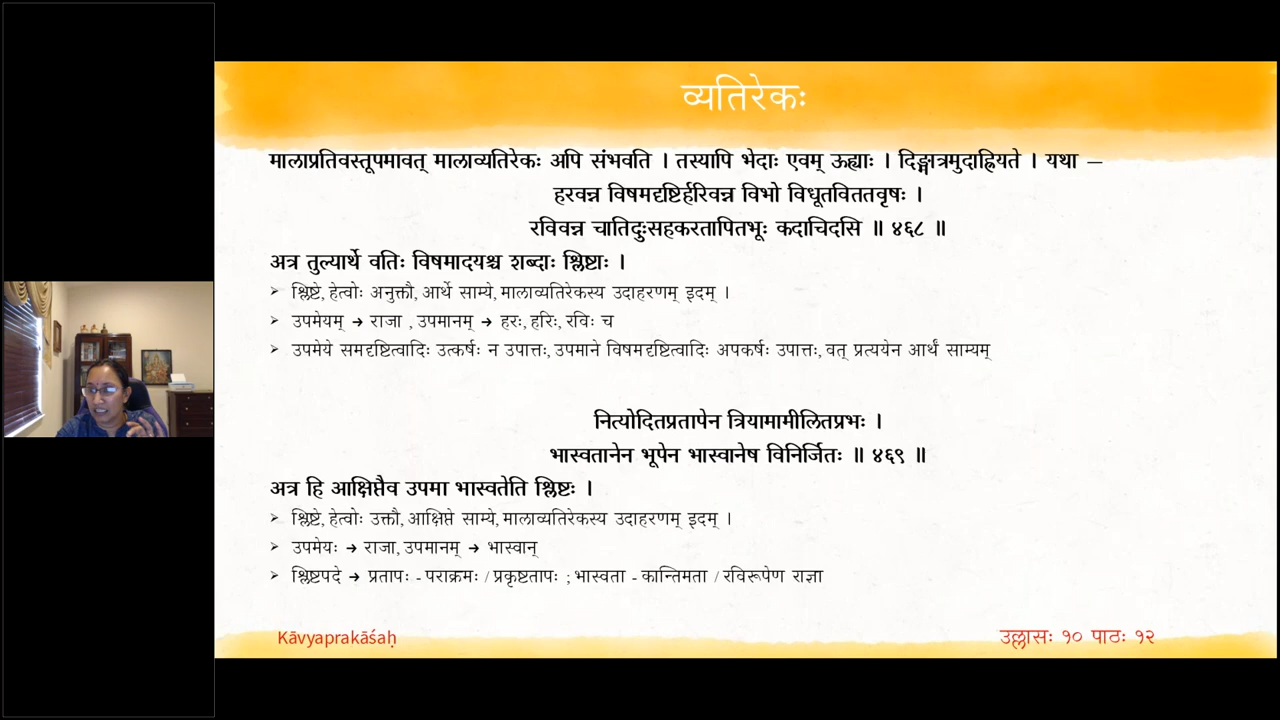 व्यतिरेकः
मालाप्रतिवस्तूपमावत् मालाव्यतिरेकः अपि संभवति । तस्यापि भेदाः एवम् ऊह्याः । दिङ्मात्रमुदाह्रियते । यथा —
हरवन्न विषमदृष्टिर्हरिवन्न विभो विधूतविततवृषः ।
रविवन्न चातिदुःसहकरतापितभूः कदाचिदसि ॥ ४६८ ॥
अत्र तुल्यार्थे वतिः विषमादयश्च शब्दाः श्लिष्टाः ।
➢ श्लिष्टे, हेत्वोः अनुक्तौ, आर्थे साम्ये, मालाव्यतिरेकस्य उदाहरणम् इदम् ।
➢ उपमेयम् → राजा , उपमानम् → हरः, हरिः, रविः च
➢ उपमेये समदृष्टित्वादिः उत्कर्षः न उपात्तः, उपमाने विषमदृष्टित्वादिः अपकर्षः उपात्तः, वत् प्रत्ययेन आर्थं साम्यम्
नित्योदितप्रतापेन त्रियामामीलितप्रभः ।
भास्वतानेन भूपेन भास्वानेष विनिर्जितः ॥ ४६९ ॥
अत्र हि आक्षिप्तैव उपमा भास्वतेति श्लिष्टः ।
➢ श्लिष्टे, हेत्वोः उक्तौ, आक्षिप्ते साम्ये, मालाव्यतिरेकस्य उदाहरणम् इदम् ।
➢ उपमेयः → राजा, उपमानम् → भास्वान्
➢ श्लिष्टपदे → प्रतापः - पराक्रमः / प्रकृष्टतापः ; भास्वता - कान्तिमता / रविरूपेण राज्ञा
Kāvyaprakāśaḥ
उल्लासः १० पाठः १२